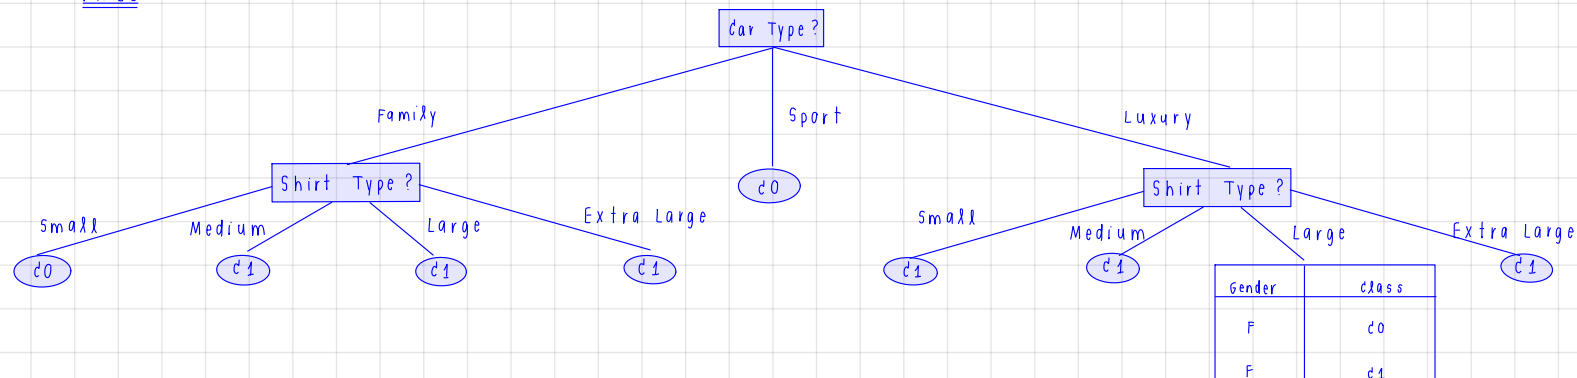 Car Type ?
Family
Sport
Luxury
Shirt Type ?
C0
Shirt Type ?
Small
Medium
Large
Extra Large
Small
Medium
Large
Extra Large
C0
C1
C1
C1
C1
C1
C1
Gender Class
F C0
F C1